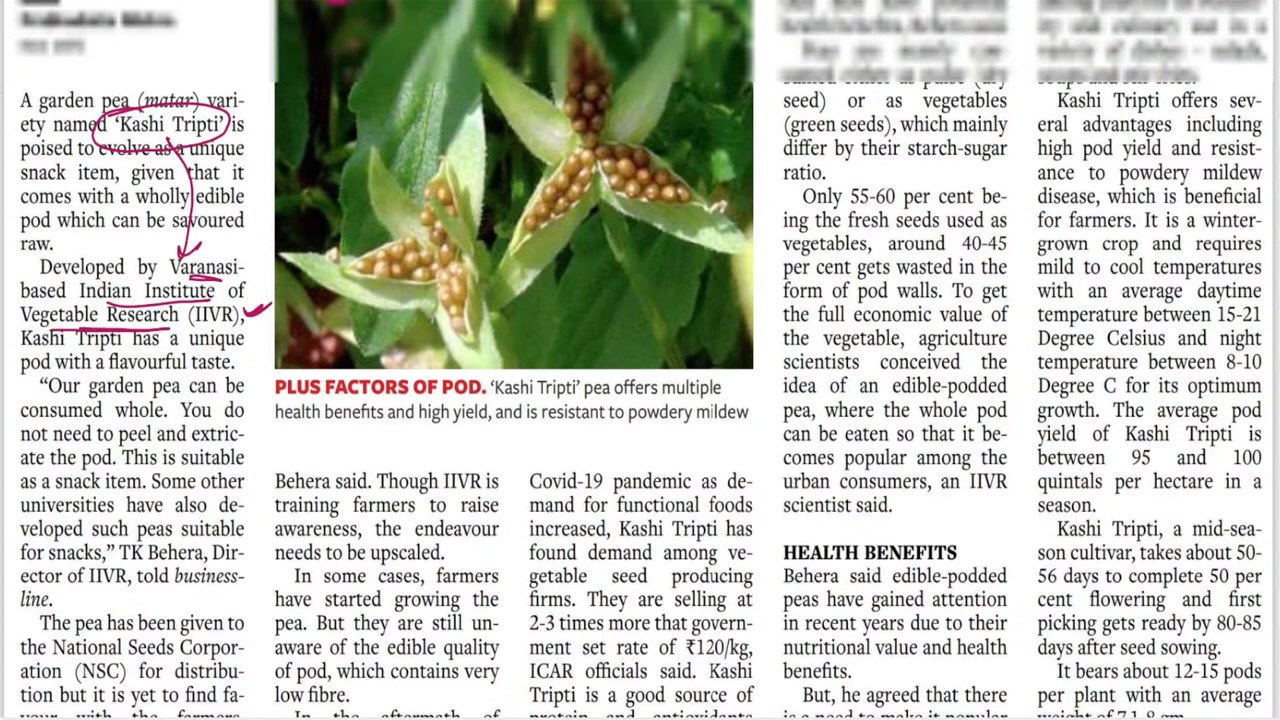 A garden pea (matar) vari-
ety named ‘Kashi Tripti’ is
poised to evolve as a unique
snack item, given that it
comes with a wholly edible
pod which can be savoured
raw.
Developed by Varanasi-
based Indian Institute of
Vegetable Research (IIVR),
Kashi Tripti has a unique
pod with a flavourful taste.
“Our garden pea can be
consumed whole. You do
not need to peel and extric-
ate the pod. This is suitable
as a snack item. Some other
universities have also de-
veloped such peas suitable
for snacks,” TK Behera, Dir-
ector of IIVR, told business-
line.
The pea has been given to
the National Seeds Corpor-
ation (NSC) for distribu-
tion but it is yet to find fa-
PLUS FACTORS OF POD. ‘Kashi Tripti’ pea offers multiple
health benefits and high yield, and is resistant to powdery mildew
Behera said. Though IIVR is
training farmers to raise
awareness, the endeavour
needs to be upscaled.
In some cases, farmers
have started growing the
pea. But they are still un-
aware of the edible quality
of pod, which contains very
low fibre.
In the aftermath of
Covid-19 pandemic as de-
mand for functional foods
increased, Kashi Tripti has
found demand among ve-
getable seed producing
firms. They are selling at
2-3 times more that govern-
ment set rate of ₹120/kg,
ICAR officials said. Kashi
Tripti is a good source of
protein and antioxidants
seed) or as vegetables
(green seeds), which mainly
differ by their starch-sugar
ratio.
Only 55-60 per cent be-
ing the fresh seeds used as
vegetables, around 40-45
per cent gets wasted in the
form of pod walls. To get
the full economic value of
the vegetable, agriculture
scientists conceived the
idea of an edible-podded
pea, where the whole pod
can be eaten so that it be-
comes popular among the
urban consumers, an IIVR
scientist said.
HEALTH BENEFITS
Behera said edible-podded
peas have gained attention
in recent years due to their
nutritional value and health
benefits.
But, he agreed that there
is a need to make it popular
Kashi Tripti offers sev-
eral advantages including
high pod yield and resist-
ance to powdery mildew
disease, which is beneficial
for farmers. It is a winter-
grown crop and requires
mild to cool temperatures
with an average daytime
temperature between 15-21
Degree Celsius and night
temperature between 8-10
Degree C for its optimum
growth. The average pod
yield of Kashi Tripti is
between 95 and 100
quintals per hectare in a
season.
Kashi Tripti, a mid-sea-
son cultivar, takes about 50-
56 days to complete 50 per
cent flowering and first
picking gets ready by 80-85
days after seed sowing.
It bears about 12-15 pods
per plant with an average